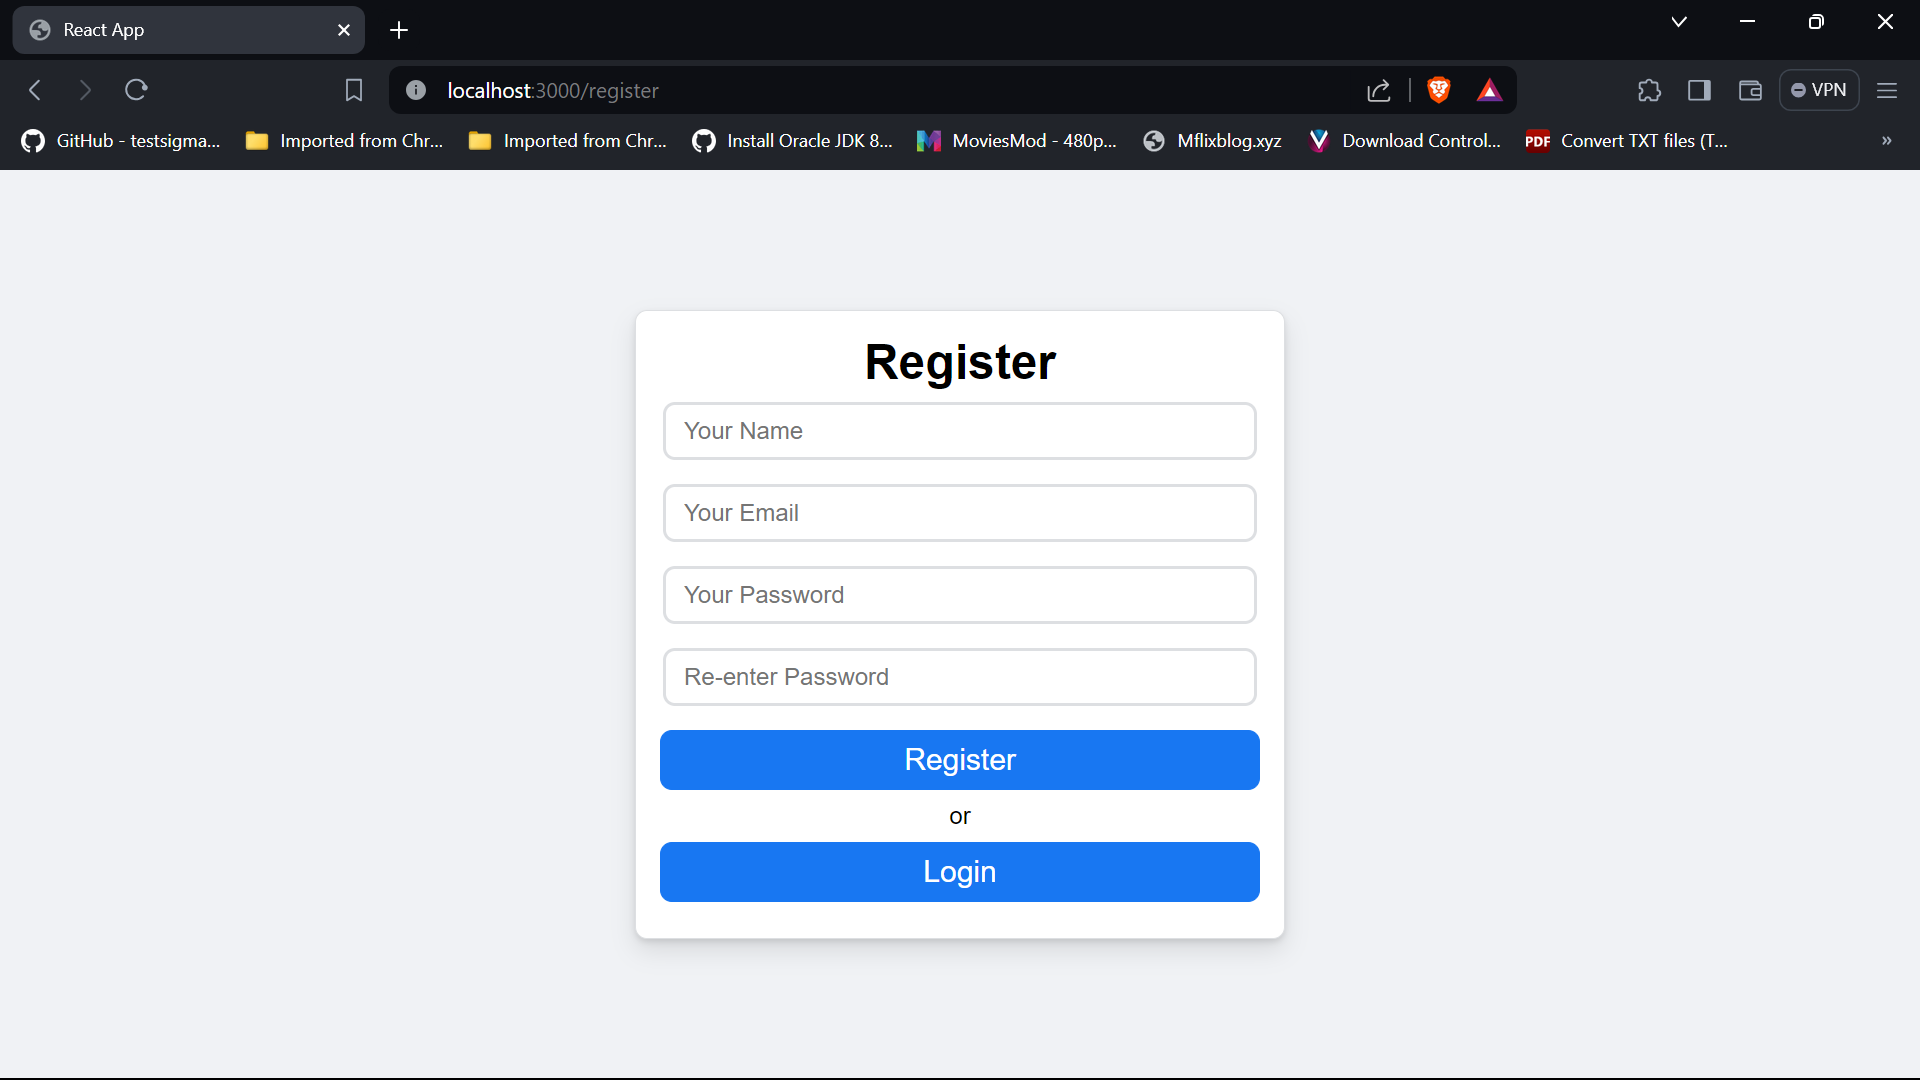 React App
localhost:3000/register
VPN
GitHub - testsigma...
Imported from Chr...
Imported from Chr...
Install Oracle JDK 8...
MoviesMod - 480p...
Mflixblog.xyz
Download Control...
PDF
Convert TXT files (T...
Register
Your Name
Your Email
Your Password
Re-enter Password
Register
or
Login